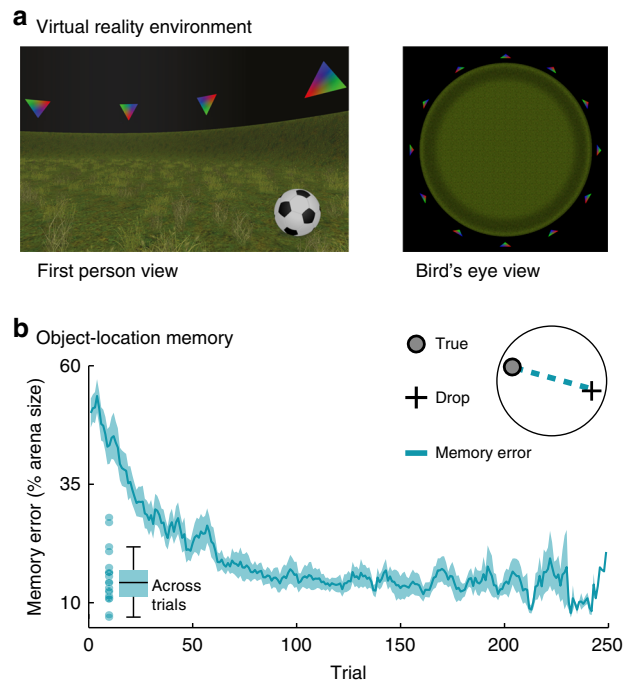 a Virtual reality environment
First person view
Bird's eye view
b Object-location memory
True
Drop
Memory error
Memory error (% arena size)
60
35
10
Across
trials
0
50
100
150
200
250
Trial